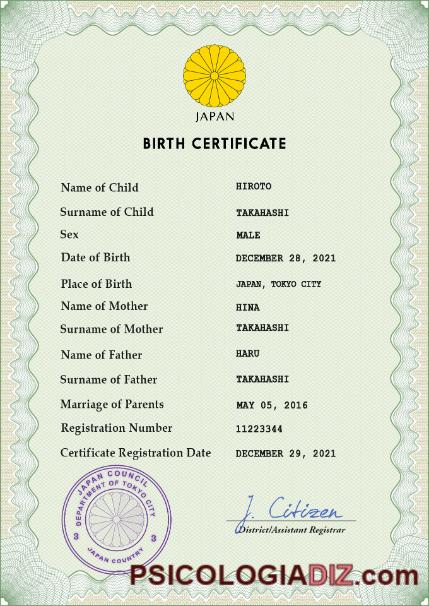 JAPAN
BIRTH CERTIFICATE
Name of Child HIROTO
Surname of Child TAKAHASHI
Sex MALE
Date of Birth DECEMBER 28, 2021
Place of Birth JAPAN, TOKYO CITY
Name of Mother HINA
Surname of Mother TAKAHASHI
Name of Father HARU
Surname of Father TAKAHASHI
Marriage of Parents MAY 05, 2016
Registration Number 11223344
Certificate Registration Date DECEMBER 29, 2021
JAPAN COUNCIL
DEPARTMENT OF TOKYO CITY
3 3
JAPAN COUNTRY
J. Citizen
District/Assistant Registrar
PSICOLOGIADIZ.com